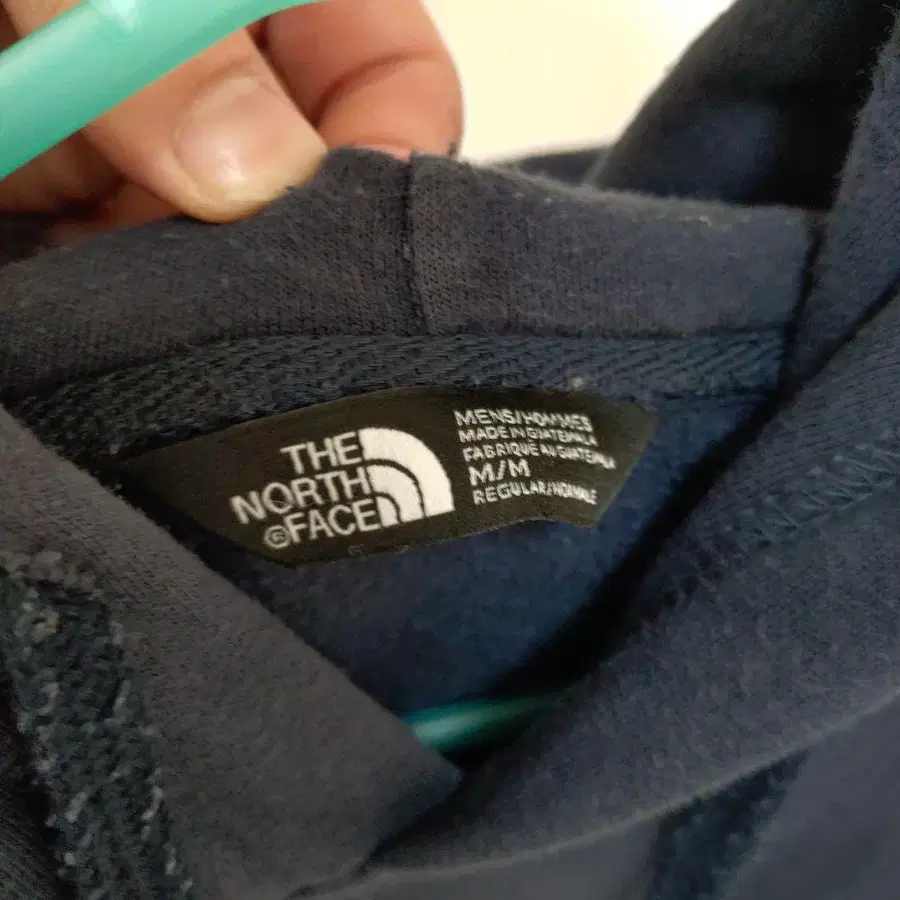 THE
NORTH
®FACE
MENS/HOMMES
MADE IN GUATEMALA
FABRIQUE AU GUATEMALA
M/M
REGULAR/NORMALE